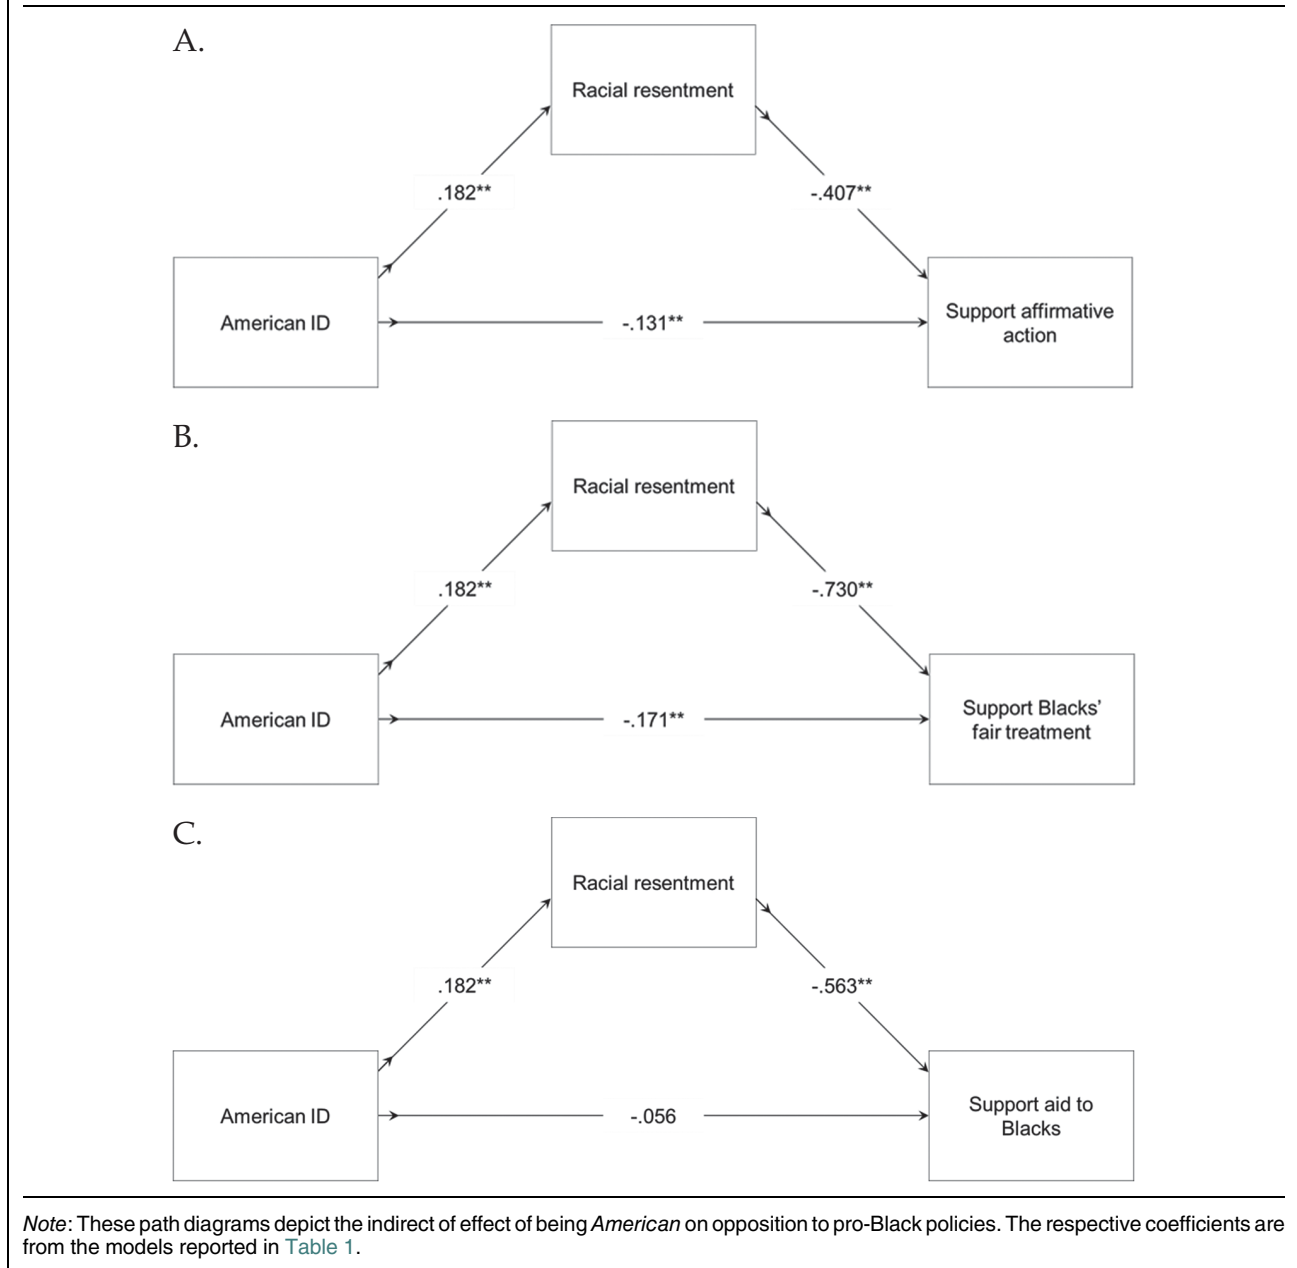 A.
Racial resentment
.182**
-.407**
American ID
-.131**
Support affirmative
action
B.
Racial resentment
.182**
-.730**
American ID
-.171**
Support Blacks’
fair treatment
C.
Racial resentment
.182**
-.563**
American ID
-.056
Support aid to
Blacks
Note: These path diagrams depict the indirect of effect of being American on opposition to pro-Black policies. The respective coefficients are
from the models reported in Table 1.